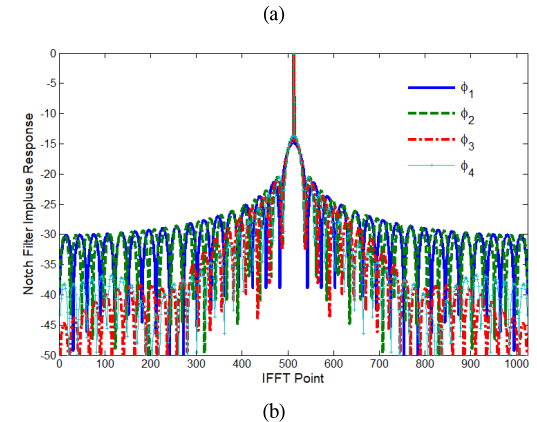 (a)
0
-5
-10
-15
-20
-25
-30
-35
-40
-45
-50
Notch Filter Impluse Response
ϕ1
ϕ2
ϕ3
ϕ4
0 100 200 300 400 500 600 700 800 900 1000
IFFT Point
(b)